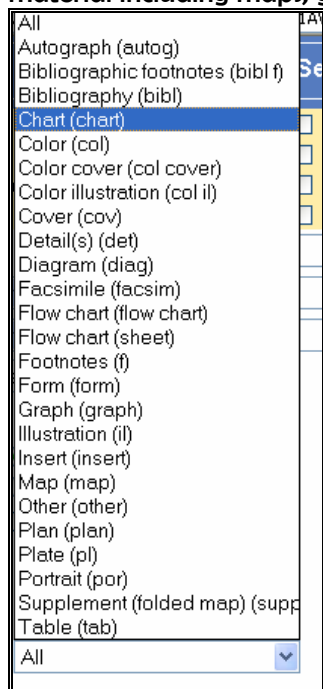 material including maps,
All
Autograph (autog)
Bibliographic footnotes (bibl f)
Bibliography (bibl)
Chart (chart)
Color (col)
Color cover (col cover)
Color illustration (col il)
Cover (cov)
Detail(s) (det)
Diagram (diag)
Facsimile (facsim)
Flow chart (flow chart)
Flow chart (sheet)
Footnotes (f)
Form (form)
Graph (graph)
Illustration (il)
Insert (insert)
Map (map)
Other (other)
Plan (plan)
Plate (pl)
Portrait (por)
Supplement (folded map) (supp
Table (tab)
All